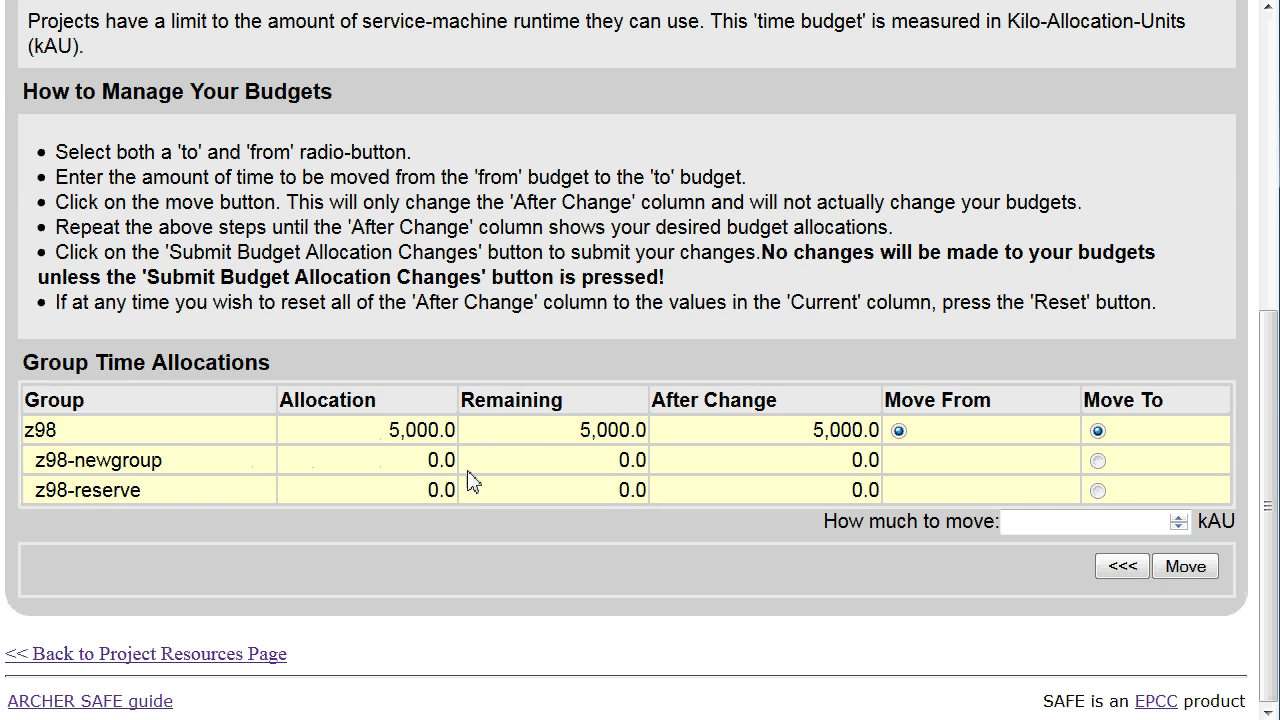 Projects have a limit to the amount of service-machine runtime they can use. This 'time budget' is measured in Kilo-Allocation-Units
(kAU).
How to Manage Your Budgets
• Select both a 'to' and 'from' radio-button.
• Enter the amount of time to be moved from the 'from' budget to the 'to' budget.
• Click on the move button. This will only change the 'After Change' column and will not actually change your budgets.
• Repeat the above steps until the 'After Change' column shows your desired budget allocations.
• Click on the 'Submit Budget Allocation Changes' button to submit your changes.No changes will be made to your budgets
unless the 'Submit Budget Allocation Changes' button is pressed!
• If at any time you wish to reset all of the 'After Change' column to the values in the 'Current' column, press the 'Reset' button.
Group Time Allocations
Group Allocation Remaining After Change Move From Move To
z98 5,000.0 5,000.0 5,000.0
z98-newgroup 0.0 0.0 0.0
z98-reserve 0.0 0.0 0.0
How much to move: kAU
<<< Move
<< Back to Project Resources Page
ARCHER SAFE guide SAFE is an EPCC product